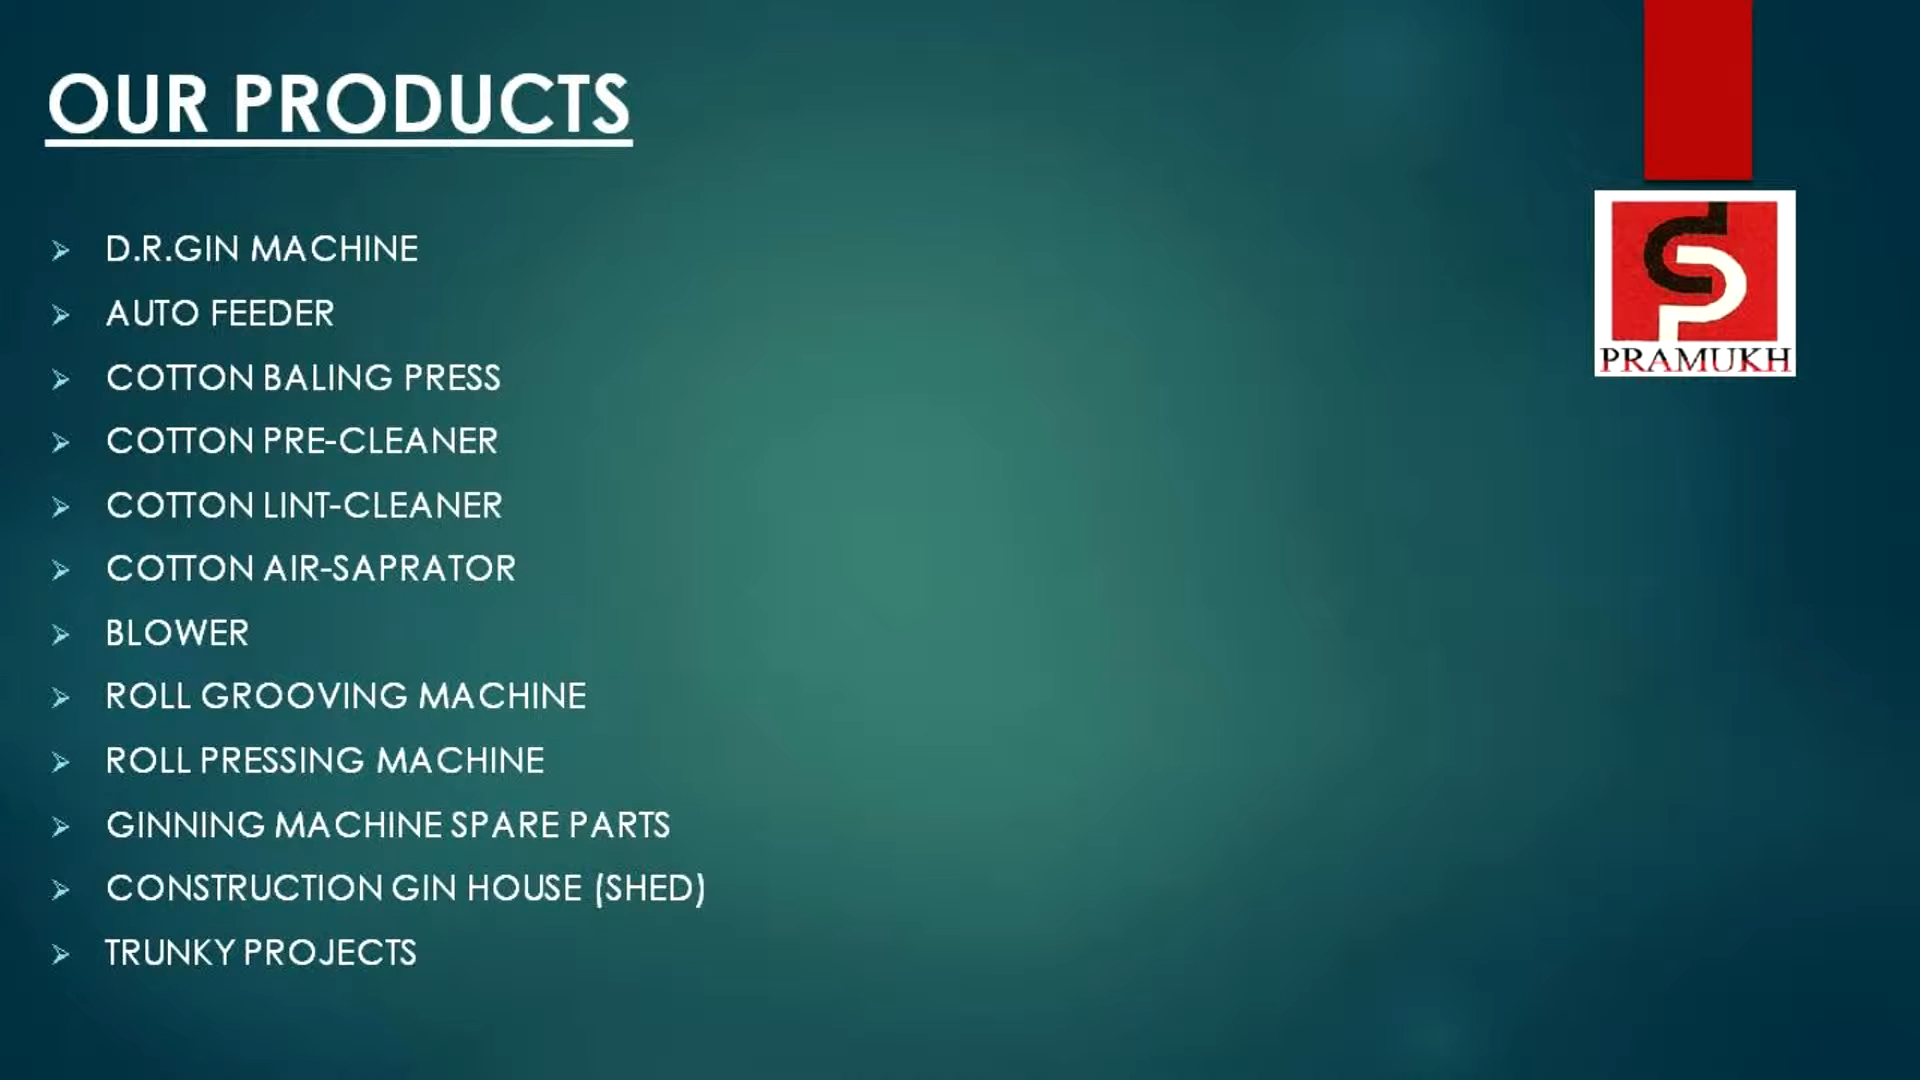 OUR PRODUCTS
D.R.GIN MACHINE
AUTO FEEDER
COTTON BALING PRESS
COTTON PRE-CLEANER
COTTON LINT-CLEANER
COTTON AIR-SAPRATOR
BLOWER
ROLL GROOVING MACHINE
ROLL PRESSING MACHINE
GINNING MACHINE SPARE PARTS
CONSTRUCTION GIN HOUSE (SHED)
TRUNKY PROJECTS
PRAMUKH